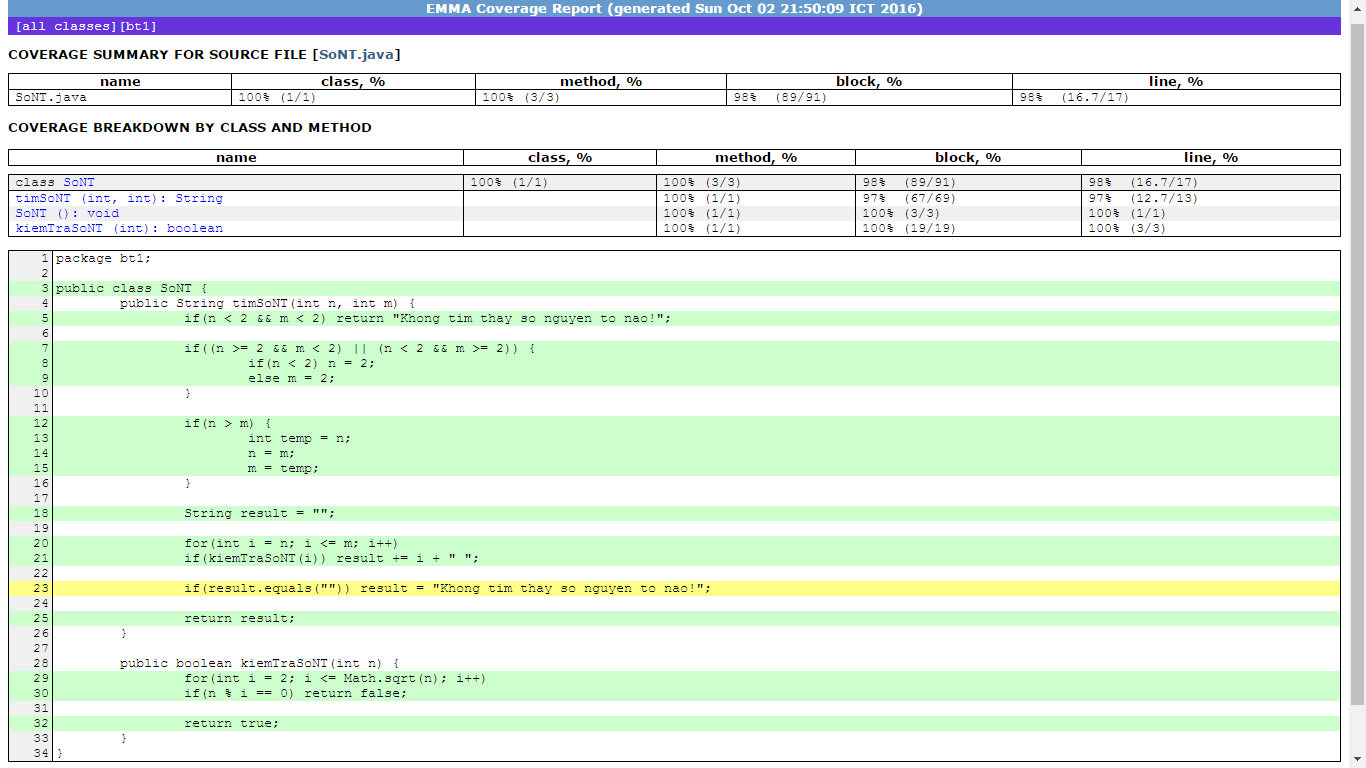 EMMA Coverage Report (generated Sun Oct 02 21:50:09 ICT 2016)
[all classes][bt1]
COVERAGE SUMMARY FOR SOURCE FILE [SoNT.java]
name class, % method, % block, % line, %
SoNT.java 100% (1/1) 100% (3/3) 98% (89/91) 98% (16.7/17)
COVERAGE BREAKDOWN BY CLASS AND METHOD
name class, % method, % block, % line, %
class SoNT 100% (1/1) 100% (3/3) 98% (89/91) 98% (16.7/17)
timSoNT (int, int): String 100% (1/1) 97% (67/69) 97% (12.7/13)
SoNT (): void 100% (1/1) 100% (3/3) 100% (1/1)
kiemTraSoNT (int): boolean 100% (1/1) 100% (19/19) 100% (3/3)
1 package bt1;
2
3 public class SoNT {
4 public String timSoNT(int n, int m) {
5 if(n < 2 && m < 2) return "Khong tim thay so nguyen to nao!";
6
7 if((n >= 2 && m < 2) || (n < 2 && m >= 2)) {
8 if(n < 2) n = 2;
9 else m = 2;
10 }
11
12 if(n > m) {
13 int temp = n;
14 n = m;
15 m = temp;
16 }
17
18 String result = "";
19
20 for(int i = n; i <= m; i++)
21 if(kiemTraSoNT(i)) result += i + " ";
22
23 if(result.equals("")) result = "Khong tim thay so nguyen to nao!";
24
25 return result;
26 }
27
28 public boolean kiemTraSoNT(int n) {
29 for(int i = 2; i <= Math.sqrt(n); i++)
30 if(n % i == 0) return false;
31
32 return true;
33 }
34 }